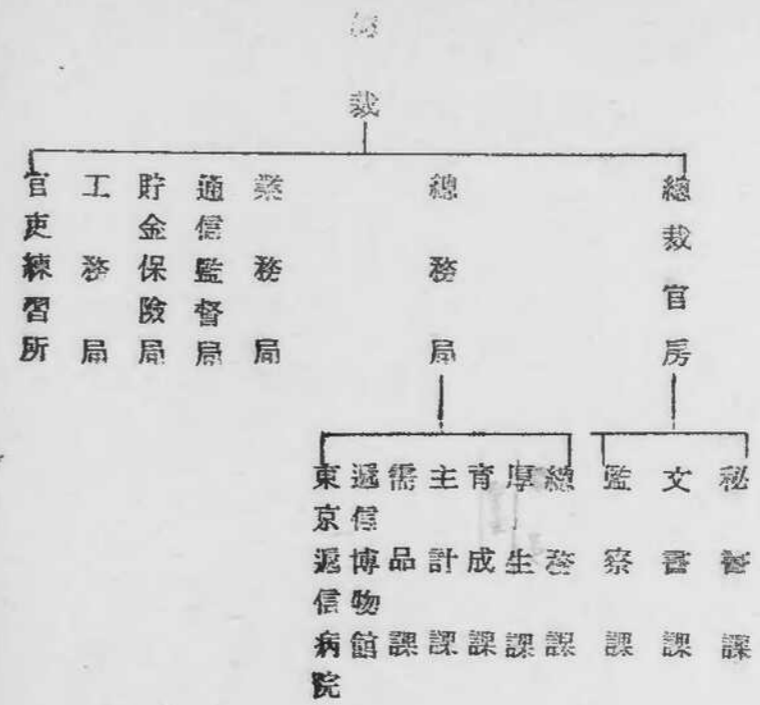 總裁
總裁官房
總務局
業務局
通信監督局
貯金保險局
工務局
官吏練習所
秘書課
文書課
監察課
總務課
厚生課
育成課
主計課
需品課
遞信博物館
東京遞信病院